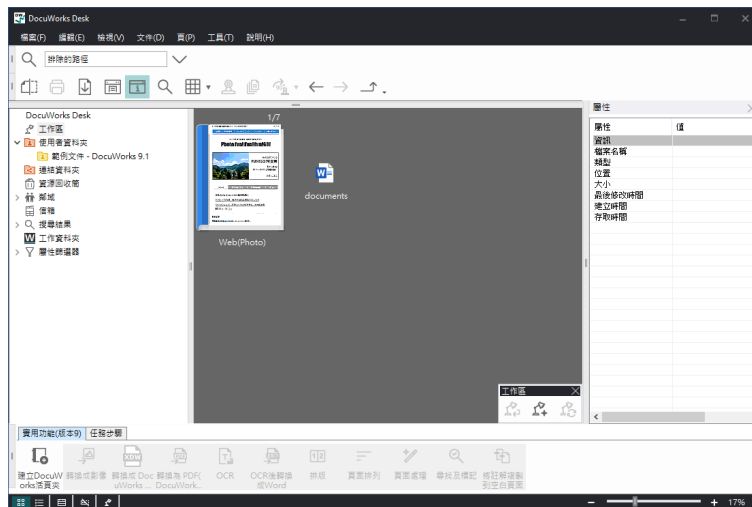 DocuWorks Desk
檔案(F) 編輯(E) 檢視(V) 文件(D) 頁(P) 工具(T) 說明(H)
排除的路徑
DocuWorks Desk
工作區
使用者資料夾
範例文件 - DocuWorks 9.1
連結資料夾
資源回收筒
鄰域
信箱
搜尋結果
工作資料夾
屬性篩選器
1/7
Web(Photo)
documents
屬性
屬性 值
資訊
檔案名稱
類型
位置
大小
最後修改時間
建立時間
存取時間
工作區
實用功能(版本9) 任務步驟
建立DocuW
orks活頁夾
轉換成影像
轉換成 Doc
uWorks ...
轉換為 PDF(
DocuWork...
OCR
OCR後轉換
成Word
排版
頁面排列
頁面處理
尋找及標記
將註解複製
到空白頁面
17%